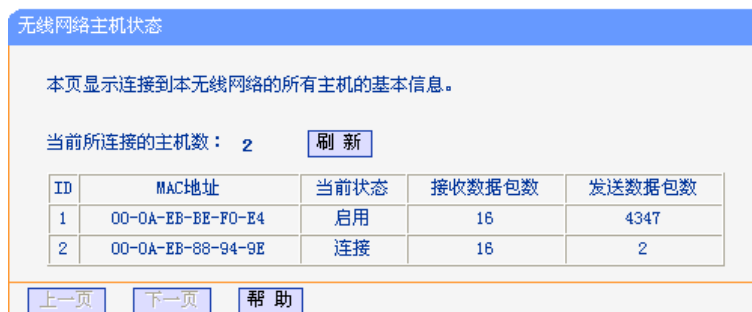 无线网络主机状态
本页显示连接到本无线网络的所有主机的基本信息。
当前所连接的主机数： 2 刷 新
ID MAC地址 当前状态 接收数据包数 发送数据包数
1 00-0A-EB-BE-F0-E4 启用 16 4347
2 00-0A-EB-88-94-9E 连接 16 2
上一页 下一页 帮 助